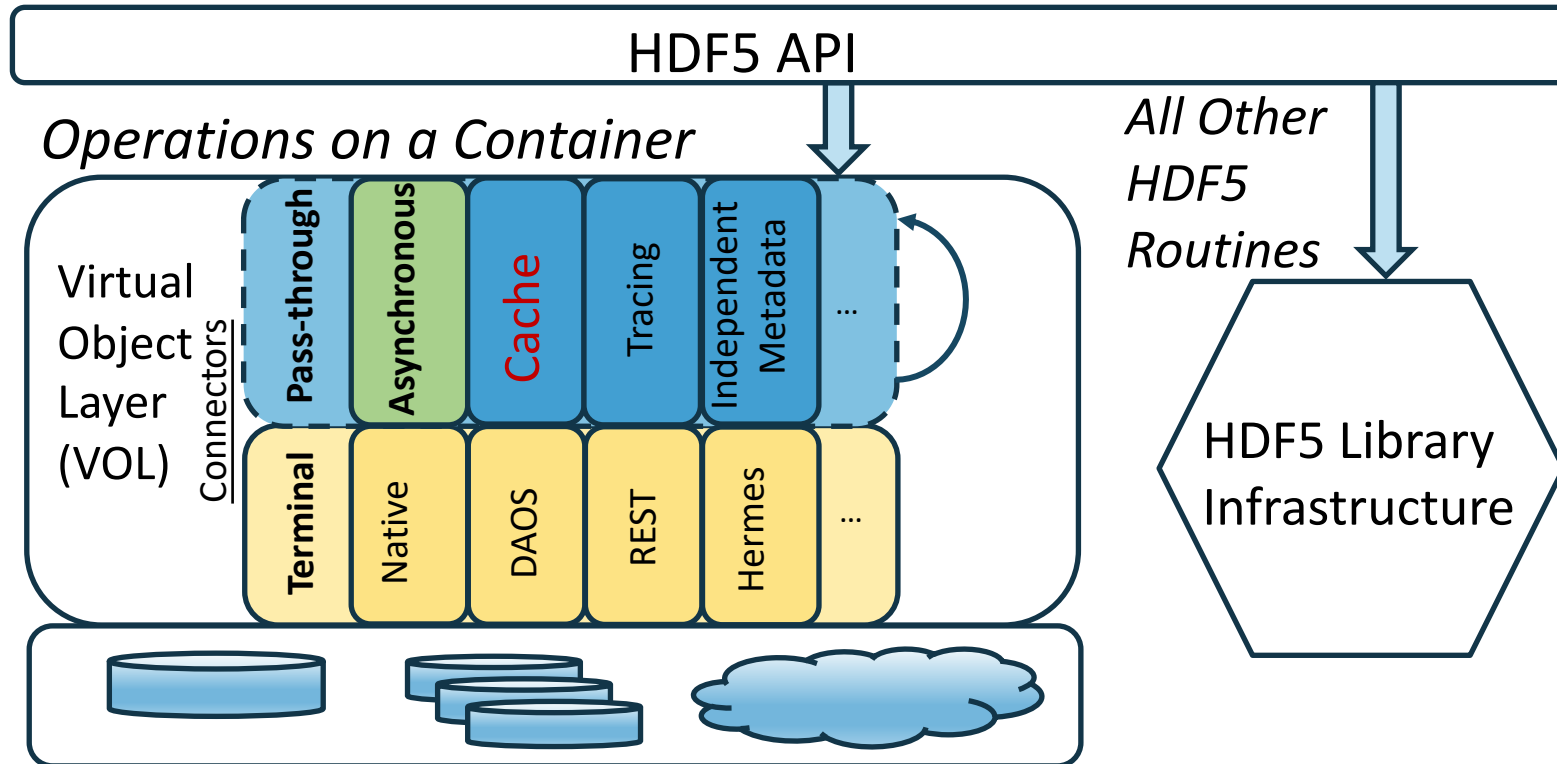 HDF5 API
Operations on a Container
All Other
HDF5
Routines
Virtual
Object
Layer
(VOL)
Connectors
Pass-through
Asynchronous
Cache
Tracing
Independent
Metadata
...
Terminal
Native
DAOS
REST
Hermes
...
HDF5 Library
Infrastructure